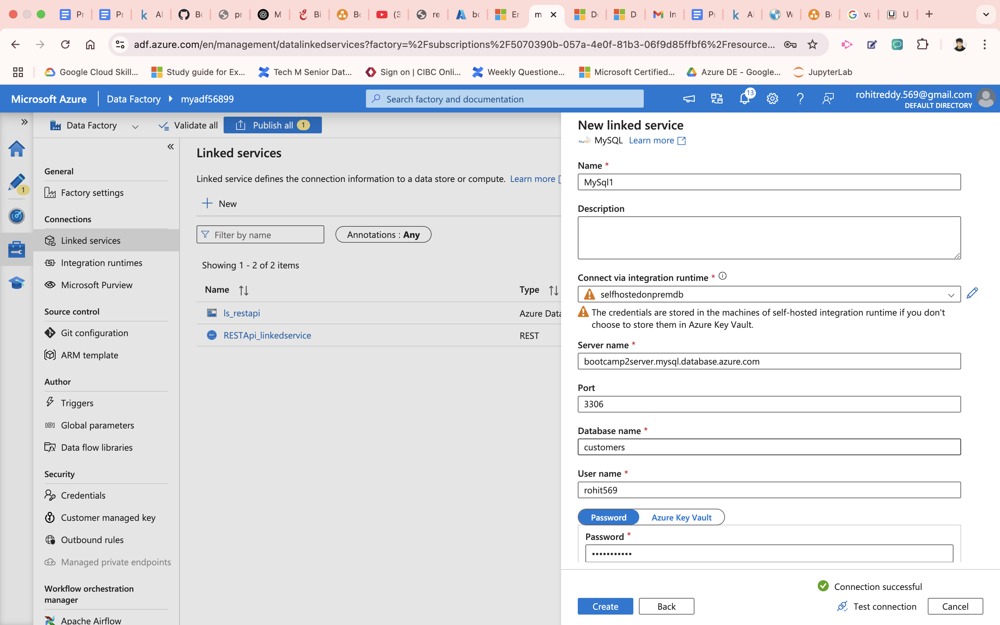 Pr
Pr
k
Al
Bo
pr
M
Bi
Bc
(3
re
bc
Er
m
D
D
In
Pr
k
A
W
B
va
U
adf.azure.com/en/management/datalinkedservices?factory=%2Fsubscriptions%2F5070390b-057a-4e0f-81b3-06f9d85ffbf6%2Fresource...
Google Cloud Skill...
Study guide for Ex...
Tech M Senior Dat...
Sign on | CIBC Onli...
Weekly Questione...
Microsoft Certified...
Azure DE - Google...
JupyterLab
Microsoft Azure
Data Factory
myadf56899
Search factory and documentation
13
rohitreddy.569@gmail.com
DEFAULT DIRECTORY
Data Factory
Validate all
Publish all 1
1
General
Factory settings
Connections
Linked services
Integration runtimes
Microsoft Purview
Source control
Git configuration
ARM template
Author
Triggers
Global parameters
Data flow libraries
Security
Credentials
Customer managed key
Outbound rules
Managed private endpoints
Workflow orchestration
manager
Apache Airflow
Linked services
Linked service defines the connection information to a data store or compute. Learn more
New
Filter by name
Annotations : Any
Showing 1 - 2 of 2 items
Name
Type
ls_restapi
Azure Data
RESTApi_linkedservice
REST
New linked service
MySQL
MySQL Learn more
Name *
MySql1
Description
Connect via integration runtime *
selfhostedonpremdb
The credentials are stored in the machines of self-hosted integration runtime if you don't
choose to store them in Azure Key Vault.
Server name *
bootcamp2server.mysql.database.azure.com
Port
3306
Database name *
customers
User name *
rohit569
Password
Azure Key Vault
Password *
•••••••••••
Connection successful
Create
Back
Test connection
Cancel